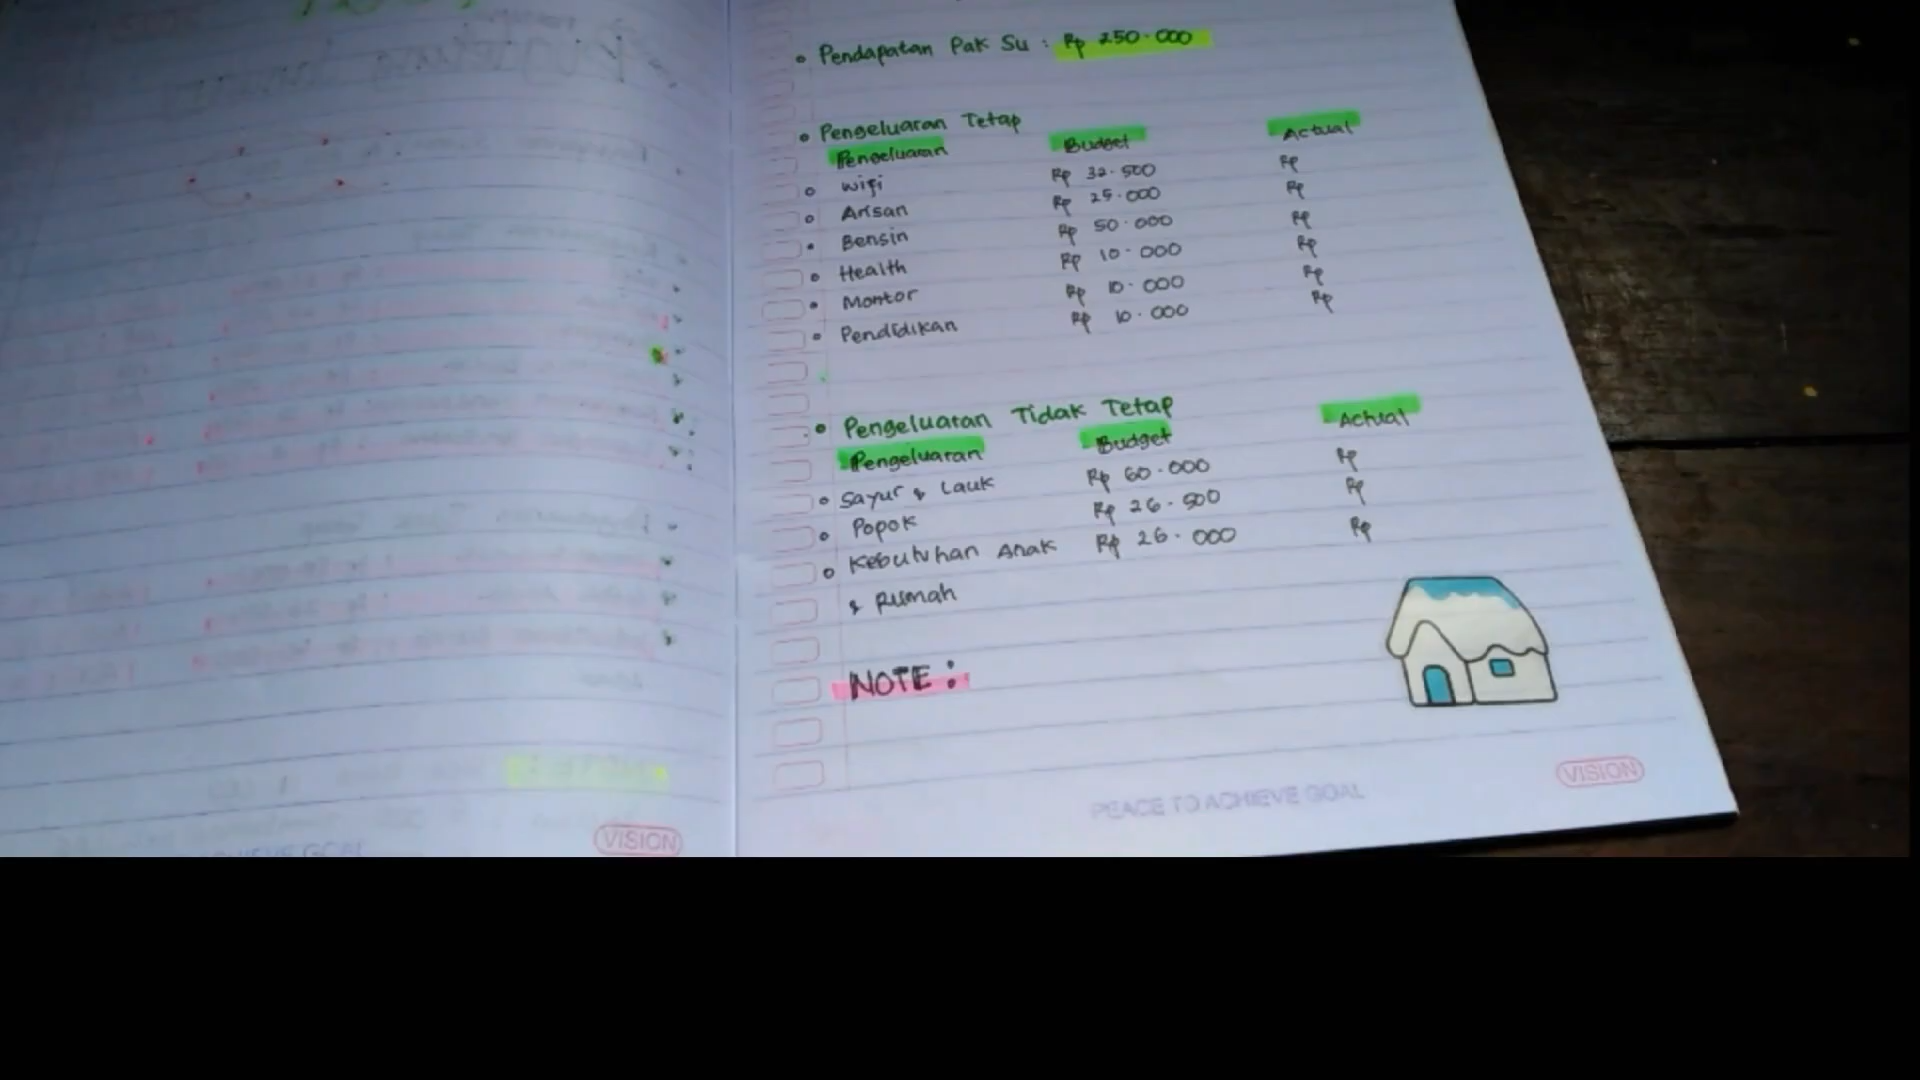 • Pendapatan Pak Su : Rp 250.000
• Pengeluaran Tetap
Pengeluaran Budget Actual
• Wifi Rp 32.500 Rp
• Arisan Rp 25.000 Rp
• Bensin Rp 50.000 Rp
• Health Rp 10.000 Rp
• Montor Rp 10.000 Rp
• Pendidikan Rp 10.000 Rp
• Pengeluaran Tidak Tetap
Pengeluaran Budget Actual
• Sayur & Lauk Rp 60.000 Rp
• Popok Rp 26.500 Rp
• Kebutuhan Anak Rp 26.000 Rp
& Rumah
NOTE :
PEACE TO ACHIEVE GOAL
VISION
ACHIEVE GOAL
VISION